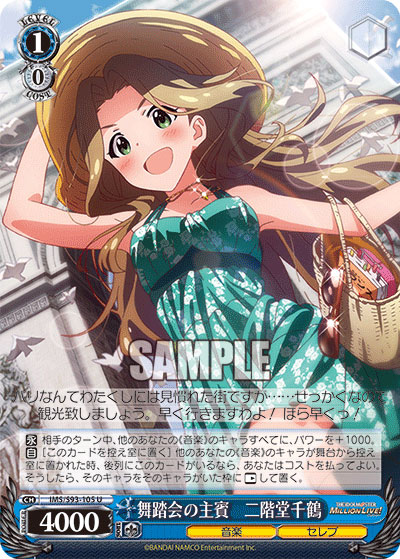 LEVEL
1
0
COST
SAMPLE
パリなんてわたくしには見慣れた街ですが……せっかくなので
観光致しましょう。早く行きますわよ！ ほら早くっ！
永 相手のターン中、他のあなたの《音楽》のキャラすべてに、パワーを＋1000。
自 ［このカードを控え室に置く］ 他のあなたの《音楽》のキャラが舞台から控え
室に置かれた時、後列にこのカードがいるなら、あなたはコストを払ってよい。
そうしたら、そのキャラをそのキャラがいた枠にレストして置く。
CH
IMS/S93-105 U
POWER
4000
舞踏会の主賓 二階堂千鶴
THE IDOLM@STER
MILLION LIVE!
音楽
セレブ
©BANDAI NAMCO Entertainment Inc.